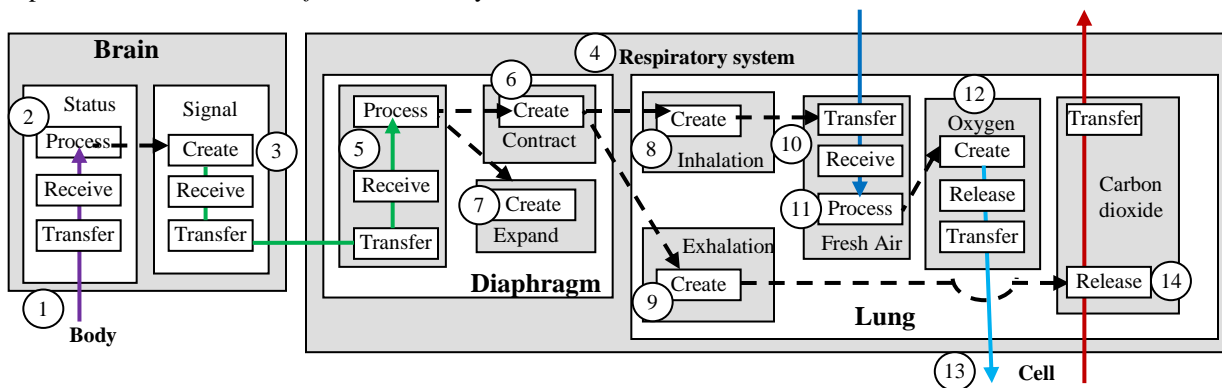 Brain
4
Respiratory system
2
Status
Process
Receive
Transfer
1
Body
Signal
Create
3
Receive
Transfer
5
Process
Receive
Transfer
6
Create
Contract
7
Create
Expand
Diaphragm
8
Create
Inhalation
Exhalation
9
Create
10
Transfer
Receive
11
Process
Fresh Air
12
Oxygen
Create
Release
Transfer
Transfer
Carbon
dioxide
Release
14
Lung
13
Cell